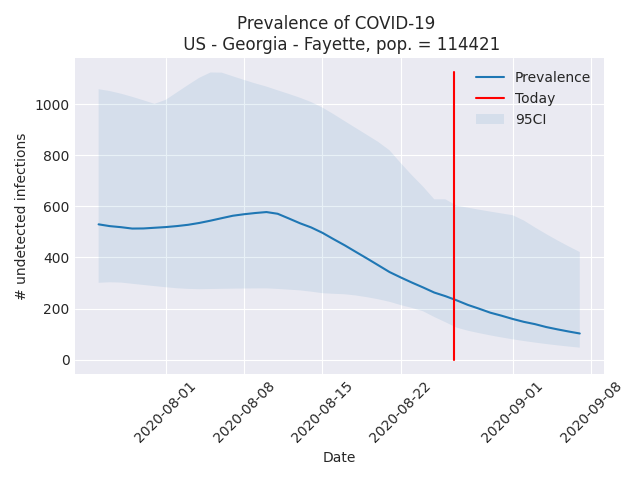 Prevalence of COVID-19
US - Georgia - Fayette, pop. = 114421
Prevalence
Today
95CI
# undetected infections
1000
800
600
400
200
0
2020-08-01
2020-08-08
2020-08-15
2020-08-22
2020-09-01
2020-09-08
Date